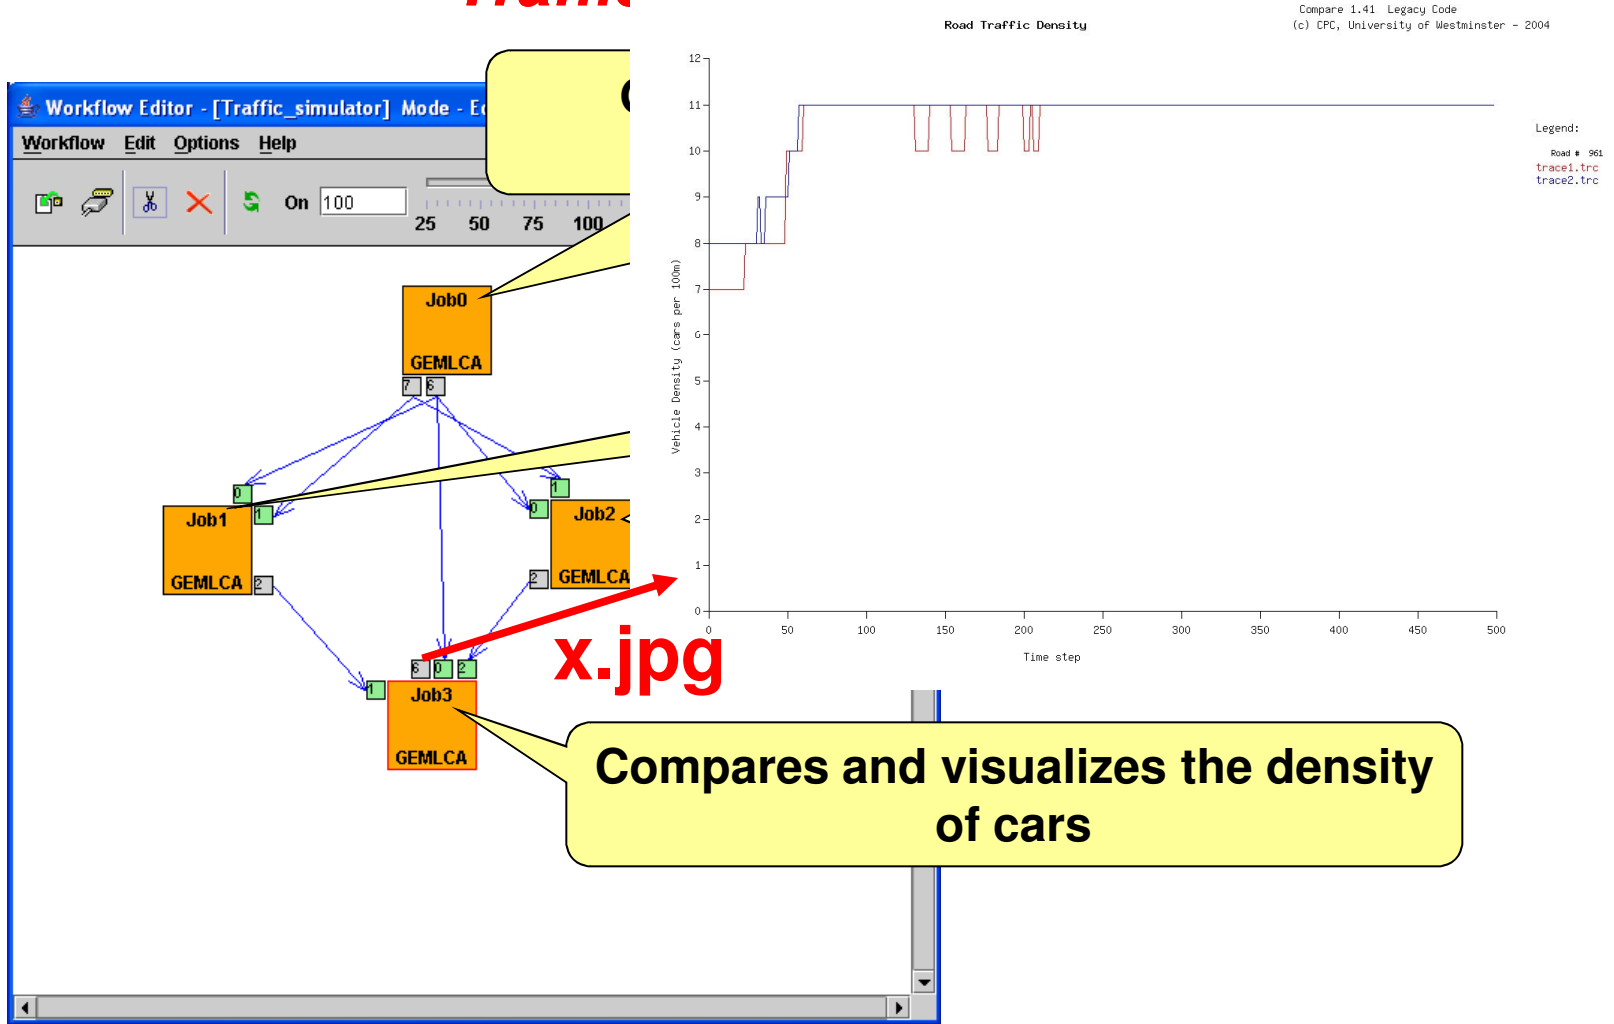 Compare 1.41 Legacy Code
Road Traffic Density
(c) CPC, University of Westminster - 2004
Workflow Editor - [Traffic_simulator] Mode -
Workflow Edit Options Help
On 100
25 50 75 100
12
11
10
9
8
7
6
5
4
3
2
1
0
Vehicle Density (cars per 100m)
0 50 100 150 200 250 300 350 400 450 500
Time step
Legend:
Road # 961
trace1.trc
trace2.trc
Job0
GEMLCA
7 6
0
1
Job1
GEMLCA
2
1
0
Job2
GEMLCA
2
x.jpg
6 0 2
1
Job3
GEMLCA
Compares and visualizes the density
of cars